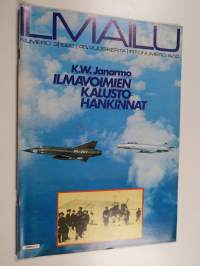 ILMAILU
K.W. Janarmo
ILMAVOIMIEN
KALUSTO
HANKINNAT